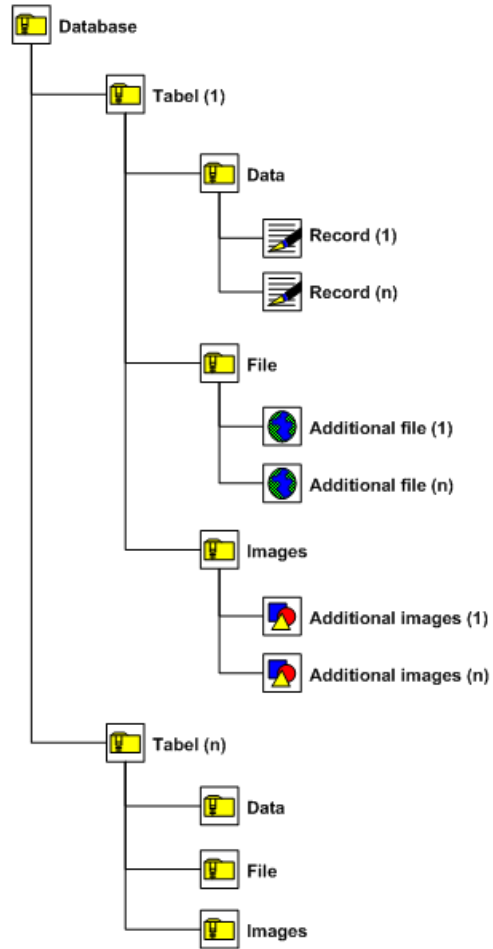 Database
Tabel (1)
Data
Record (1)
Record (n)
File
Additional file (1)
Additional file (n)
Images
Additional images (1)
Additional images (n)
Tabel (n)
Data
File
Images